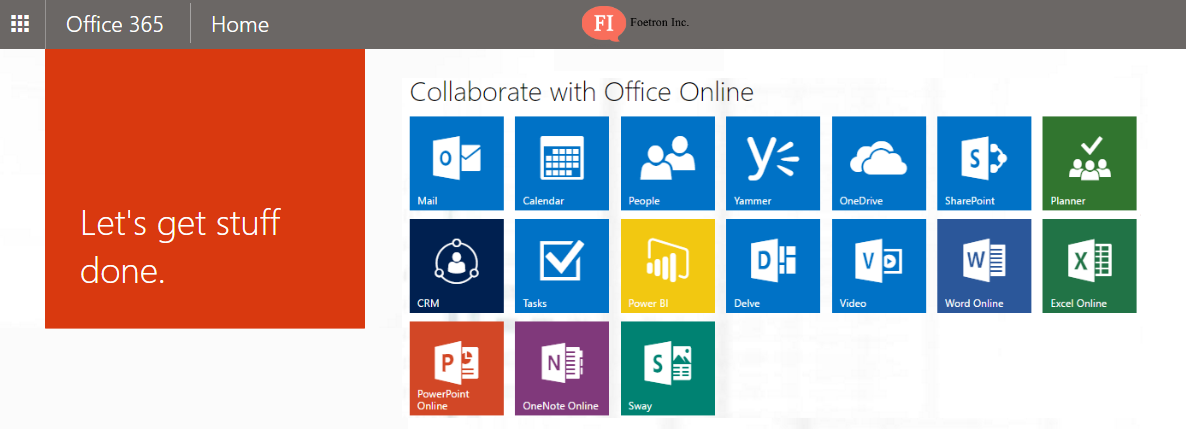 Office 365
Home
FI
Foetron Inc.
Let's get stuff
done.
Collaborate with Office Online
Mail
Calendar
People
Yammer
OneDrive
SharePoint
Planner
CRM
Tasks
Power BI
Delve
Video
Word Online
Excel Online
PowerPoint
Online
OneNote Online
Sway